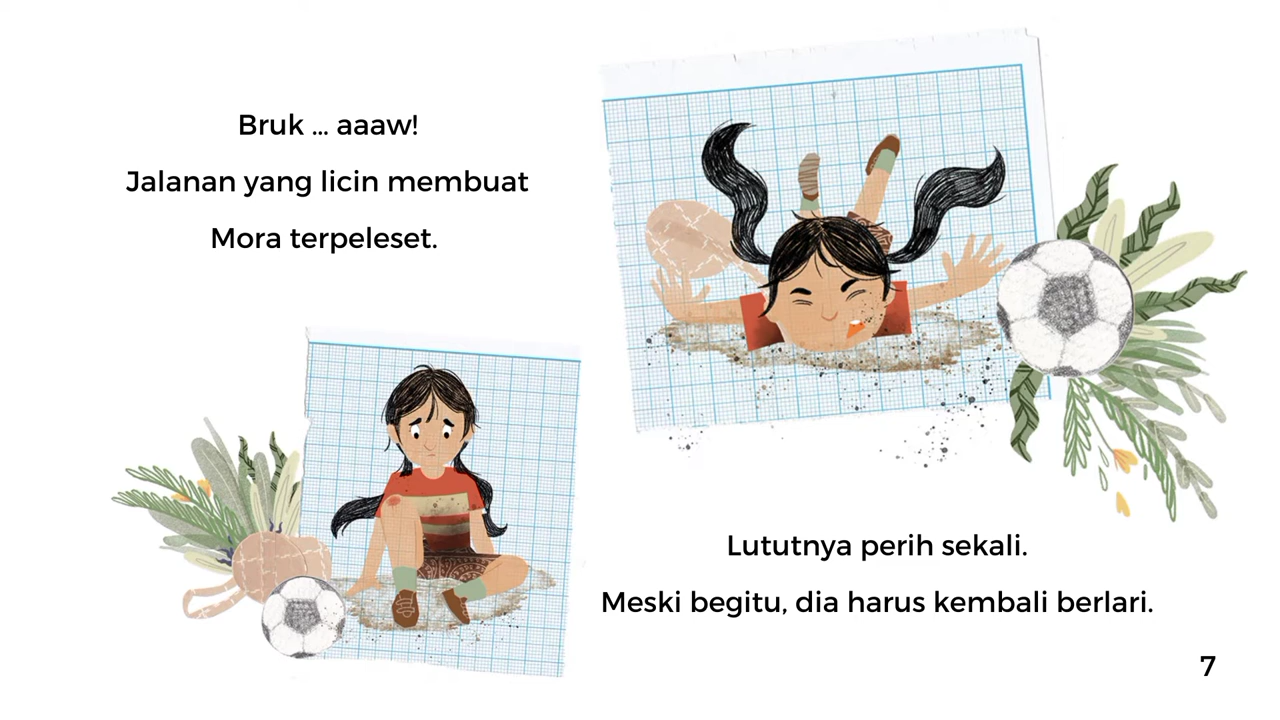 Bruk ... aaaw!
Jalanan yang licin membuat
Mora terpeleset.
Lututnya perih sekali.
Meski begitu, dia harus kembali berlari.
7